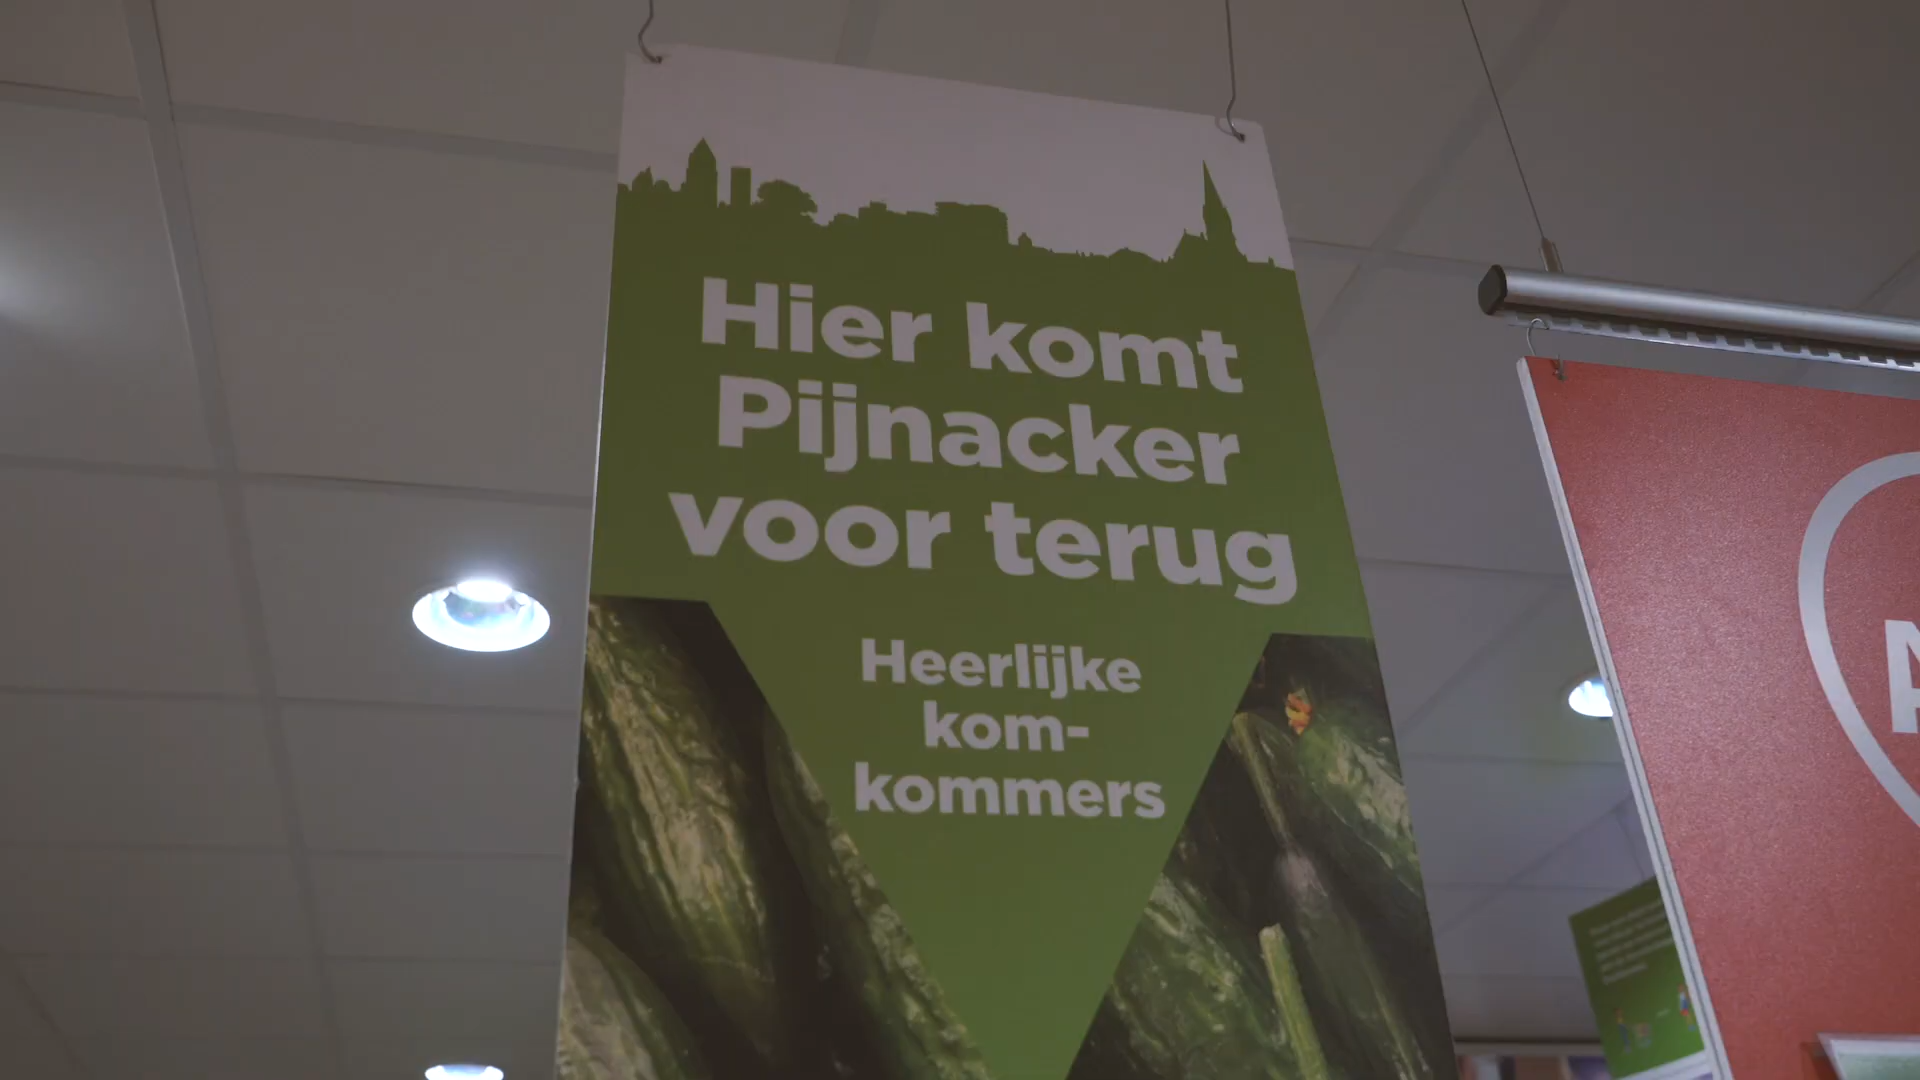 Hier komt
Pijnacker
voor terug
Heerlijke
kom-
kommers